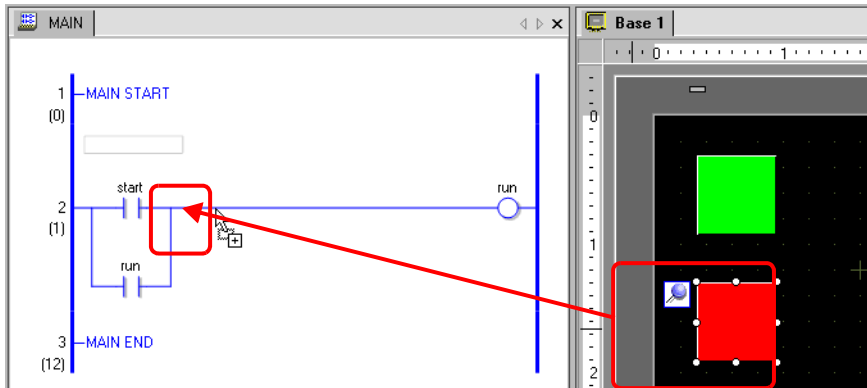 MAIN
Base 1
0 1
1 MAIN START
(0)
0
start
run
2
(1)
1
run
3 MAIN END
(12)
2